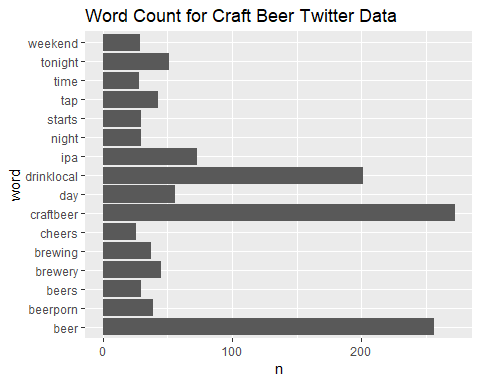 Word Count for Craft Beer Twitter Data
weekend
tonight
time
tap
starts
night
ipa
drinklocal
day
craftbeer
cheers
brewing
brewery
beers
beerporn
beer
word
0 100 200
n